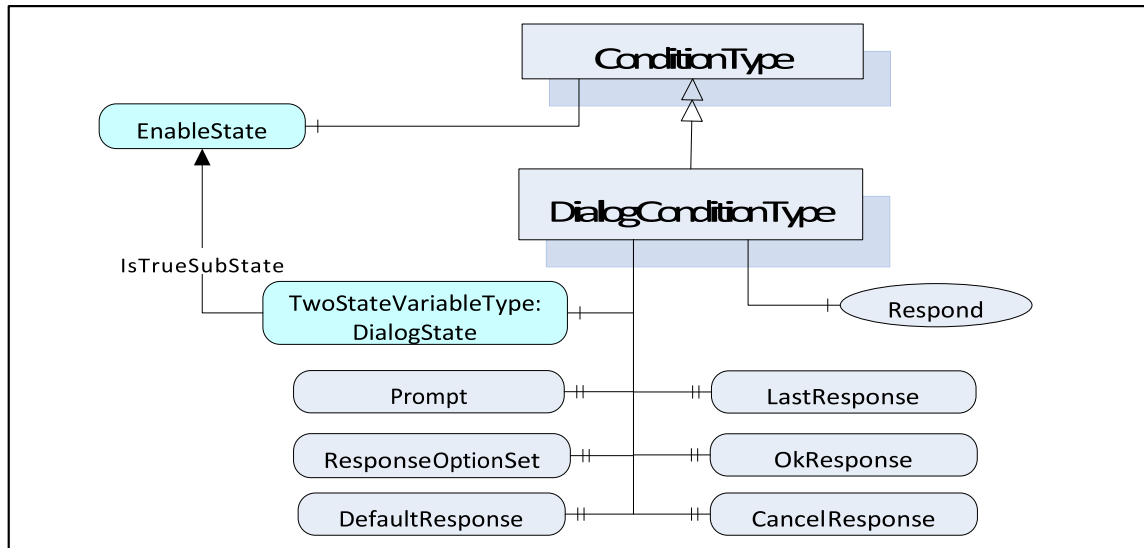 ConditionType
EnableState
DialogConditionType
IsTrueSubState
TwoStateVariableType:
DialogState
Respond
Prompt
LastResponse
ResponseOptionSet
OkResponse
DefaultResponse
CancelResponse